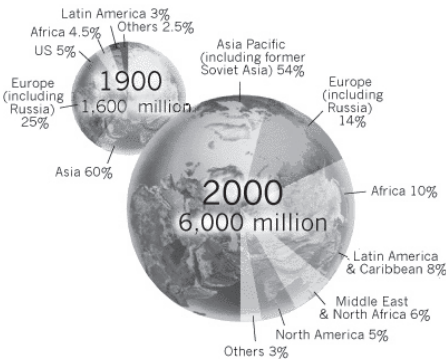 Latin America 3%
Others 2.5%
Africa 4.5%
US 5%
Europe
(including
Russia)
25%
Asia 60%
1900
1,600 million
Asia Pacific
(including former
Soviet Asia) 54%
Europe
(including
Russia)
14%
Africa 10%
Latin America
& Caribbean 8%
Middle East
& North Africa 6%
North America 5%
Others 3%
2000
6,000 million